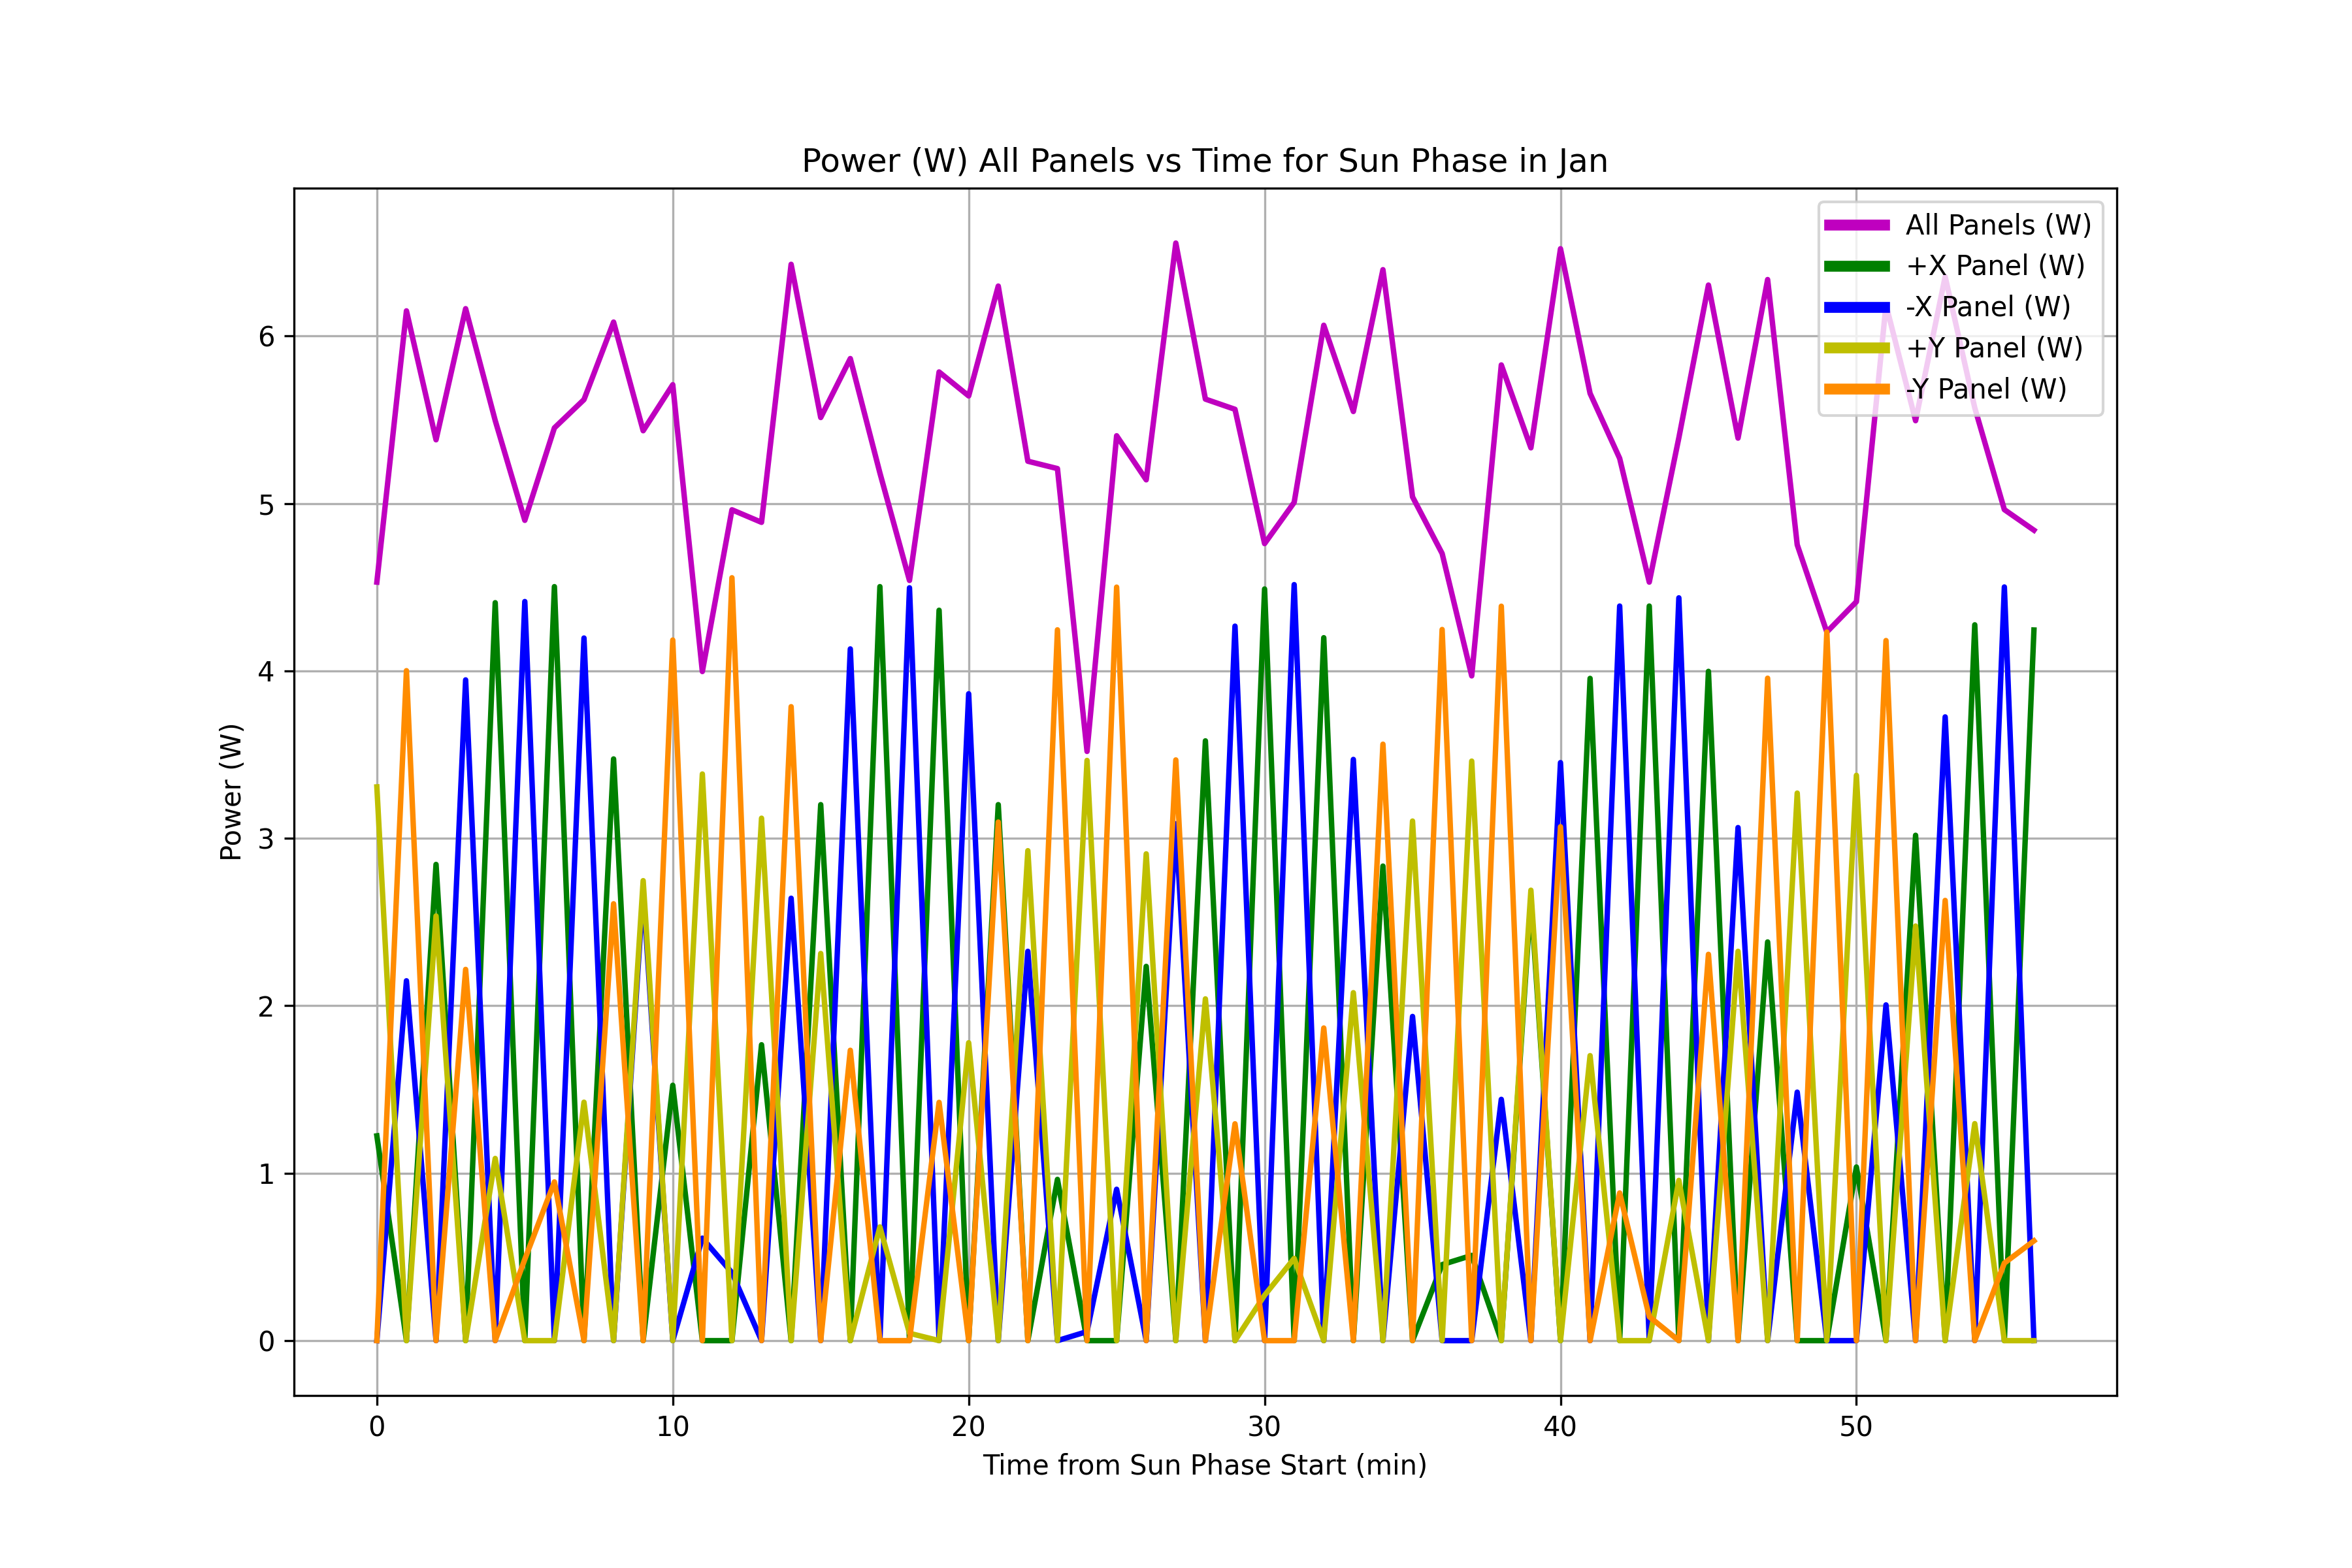 Power (W) All Panels vs Time for Sun Phase in Jan
All Panels (W)
+X Panel (W)
-X Panel (W)
+Y Panel (W)
-Y Panel (W)
Power (W)
6
5
4
3
2
1
0
0 10 20 30 40 50
Time from Sun Phase Start (min)